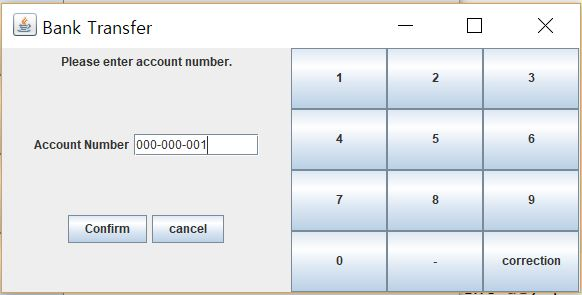 Bank Transfer
Please enter account number.
Account Number 000-000-001
Confirm cancel
1 2 3
4 5 6
7 8 9
0 - correction